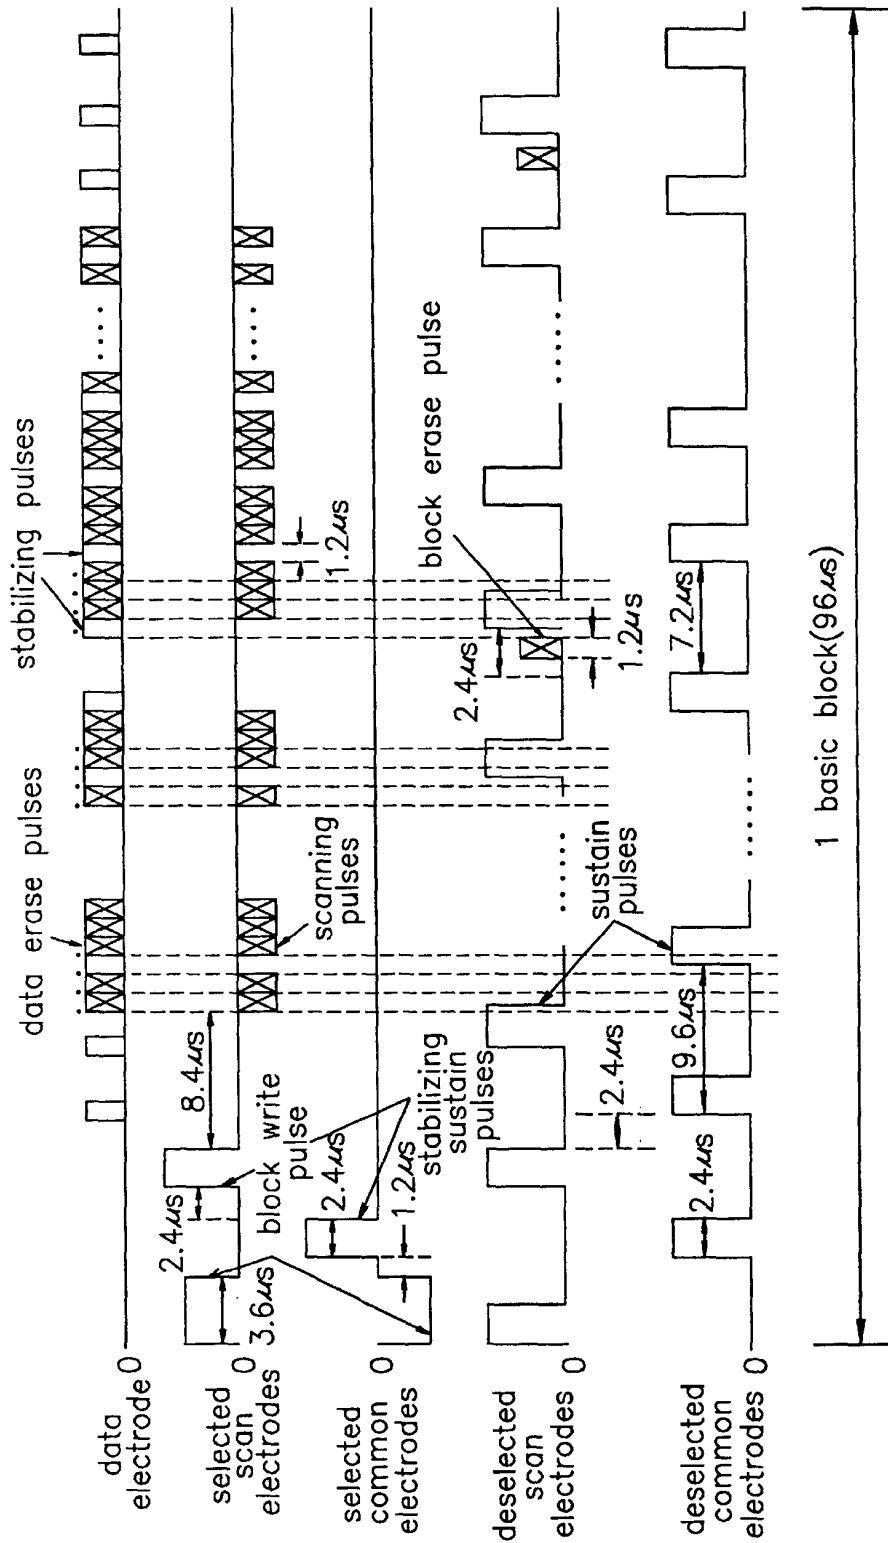 data
electrode 0
selected
scan
electrodes 0
selected
common
electrodes 0
deselected
scan
electrodes 0
deselected
common
electrodes 0
data erase pulses
stabilizing pulses
8.4μs
scanning
pulses
1.2μs
2.4μs
block write
pulse
3.6μs
2.4μs
1.2μs
stabilizing
sustain
pulses
block erase pulse
2.4μs
1.2μs
sustain
pulses
2.4μs
2.4μs
9.6μs
7.2μs
1 basic block(96μs)